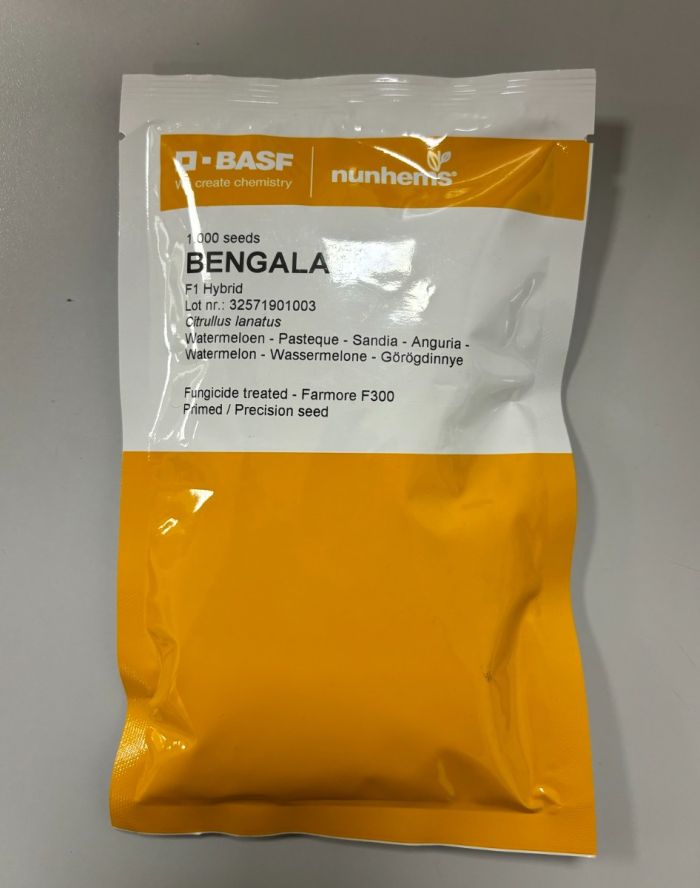 BASF
We create chemistry
nunhems®
1 000 seeds
BENGALA
F1 Hybrid
Lot nr.: 32571901003
Citrullus lanatus
Watermeloen - Pasteque - Sandia - Anguria -
Watermelon - Wassermelone - Görögdinnye
Fungicide treated - Farmore F300
Primed / Precision seed